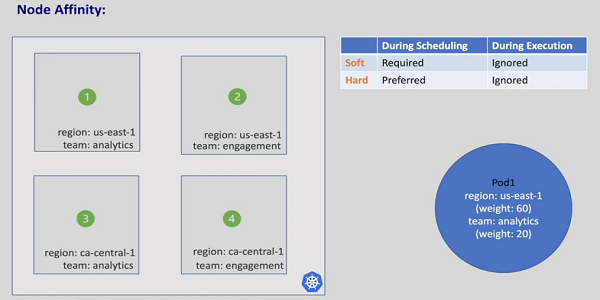 Node Affinity:
1
region: us-east-1
team: analytics
2
region: us-east-1
team: engagement
3
region: ca-central-1
team: analytics
4
region: ca-central-1
team: engagement
During Scheduling During Execution
Soft Required Ignored
Hard Preferred Ignored
Pod1
region: us-east-1
(weight: 60)
team: analytics
(weight: 20)